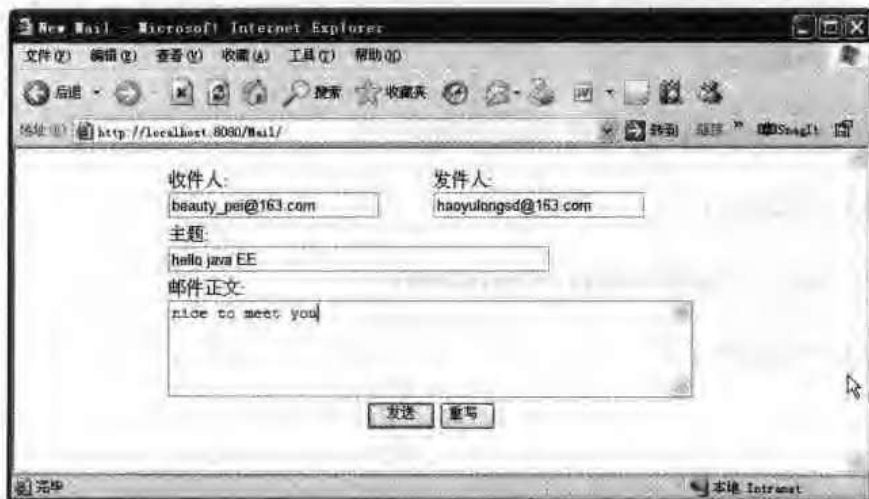 New Mail - Microsoft Internet Explorer
文件(F) 编辑(E) 查看(V) 收藏(A) 工具(T) 帮助(H)
后退 搜索 收藏夹
地址(D) http://localhost:8080/Mail/ 转到 链接 » SnagIt
收件人: 发件人:
beauty_pei@163.com haoyulongsd@163.com
主题:
hello java EE
邮件正文:
nice to meet you
发送 重写
完毕 本地 Intranet